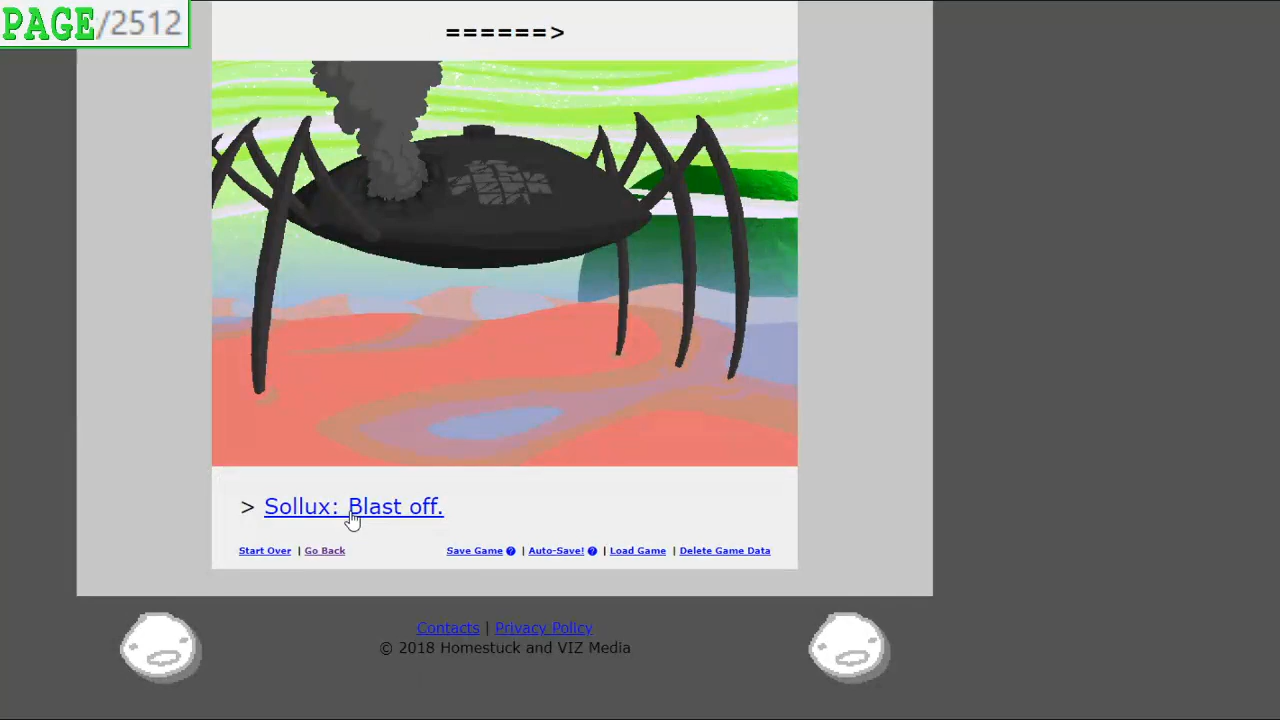 PAGE/2512
======>
> Sollux: Blast off.
Start Over | Go Back Save Game ? | Auto-Save! ? | Load Game | Delete Game Data
Contacts | Privacy Policy
© 2018 Homestuck and VIZ Media